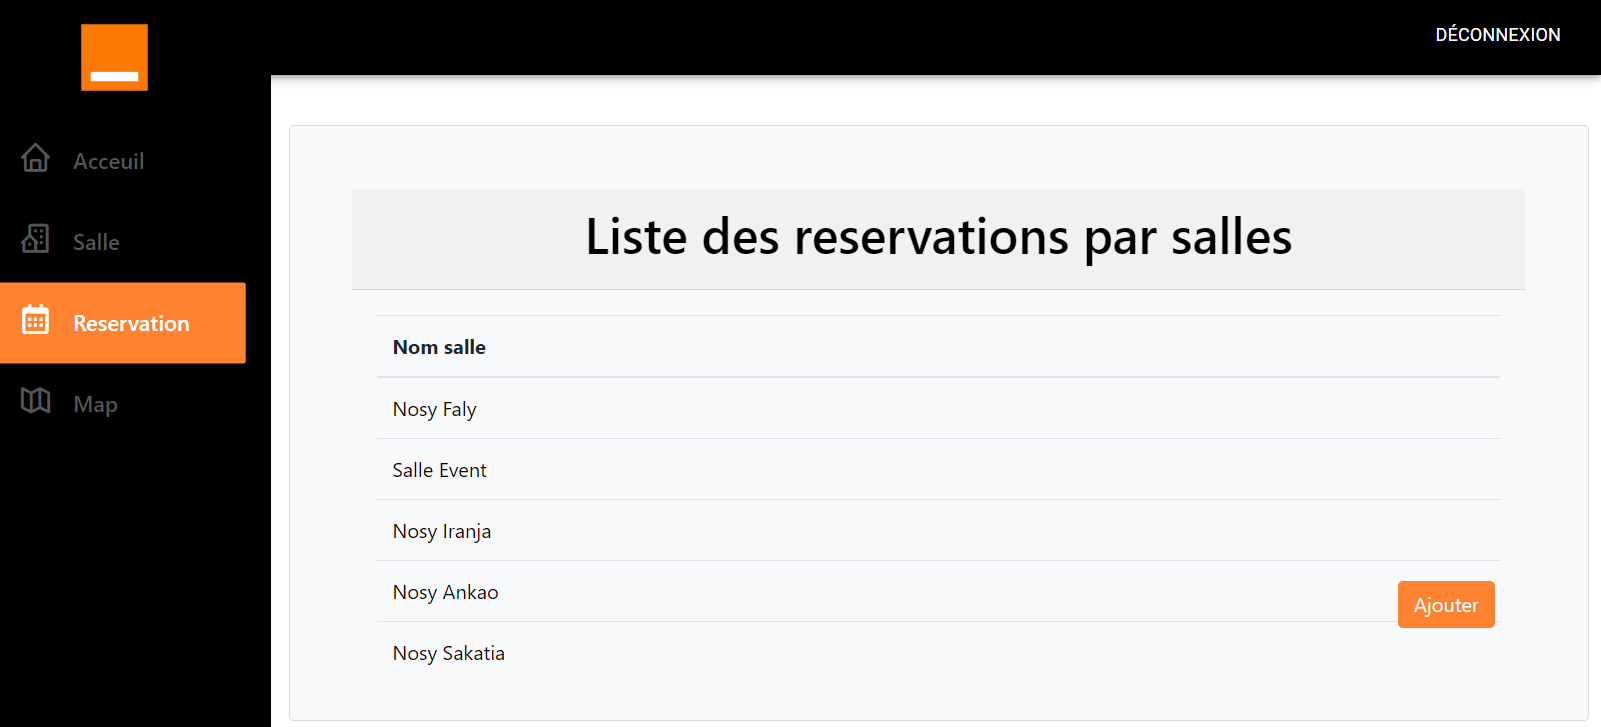 DÉCONNEXION
Acceuil
Salle
Reservation
Map
Liste des reservations par salles
Nom salle
Nosy Faly
Salle Event
Nosy Iranja
Nosy Ankao
Ajouter
Nosy Sakatia